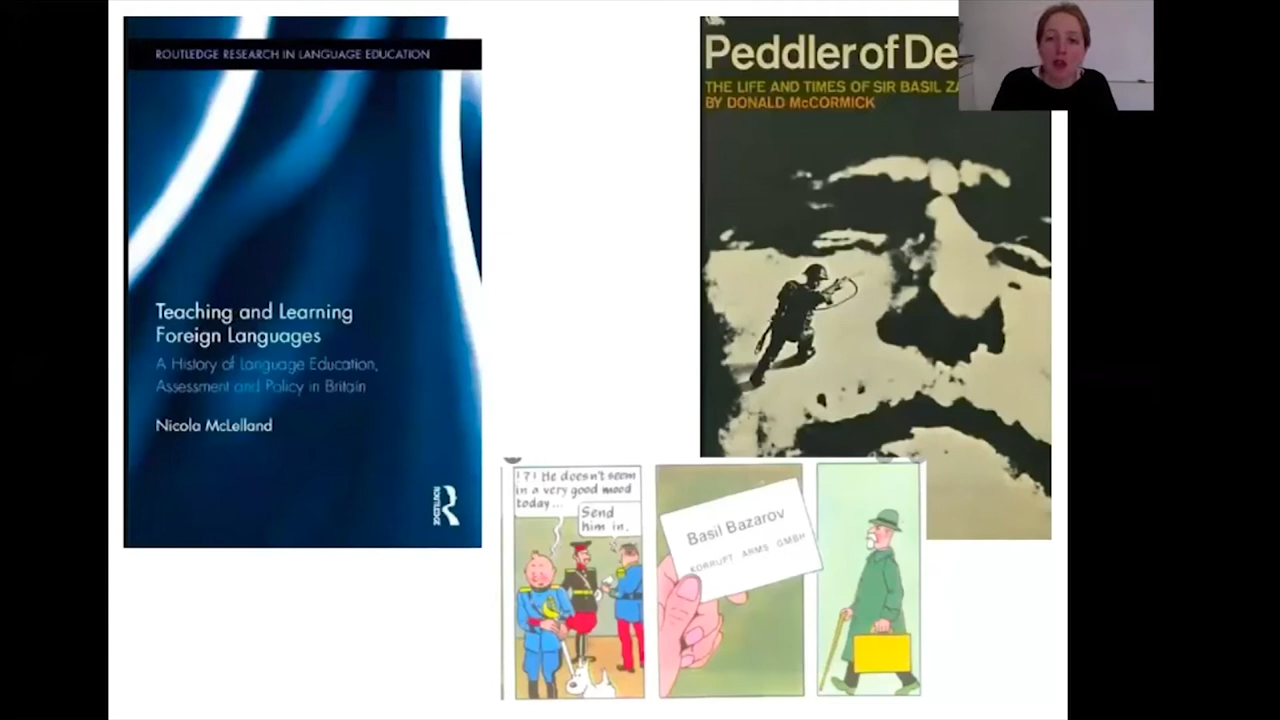 ROUTLEDGE RESEARCH IN LANGUAGE EDUCATION
Teaching and Learning
Foreign Languages
A History of Language Education,
Assessment and Policy in Britain
Nicola McLelland
ROUTLEDGE
Peddler of De
THE LIFE AND TIMES OF SIR BASIL ZA
BY DONALD McCORMICK
!?! He doesn't seem
in a very good mood
today...
Send
him in.
Basil Bazarov
KORRUPT ARMS GMBH